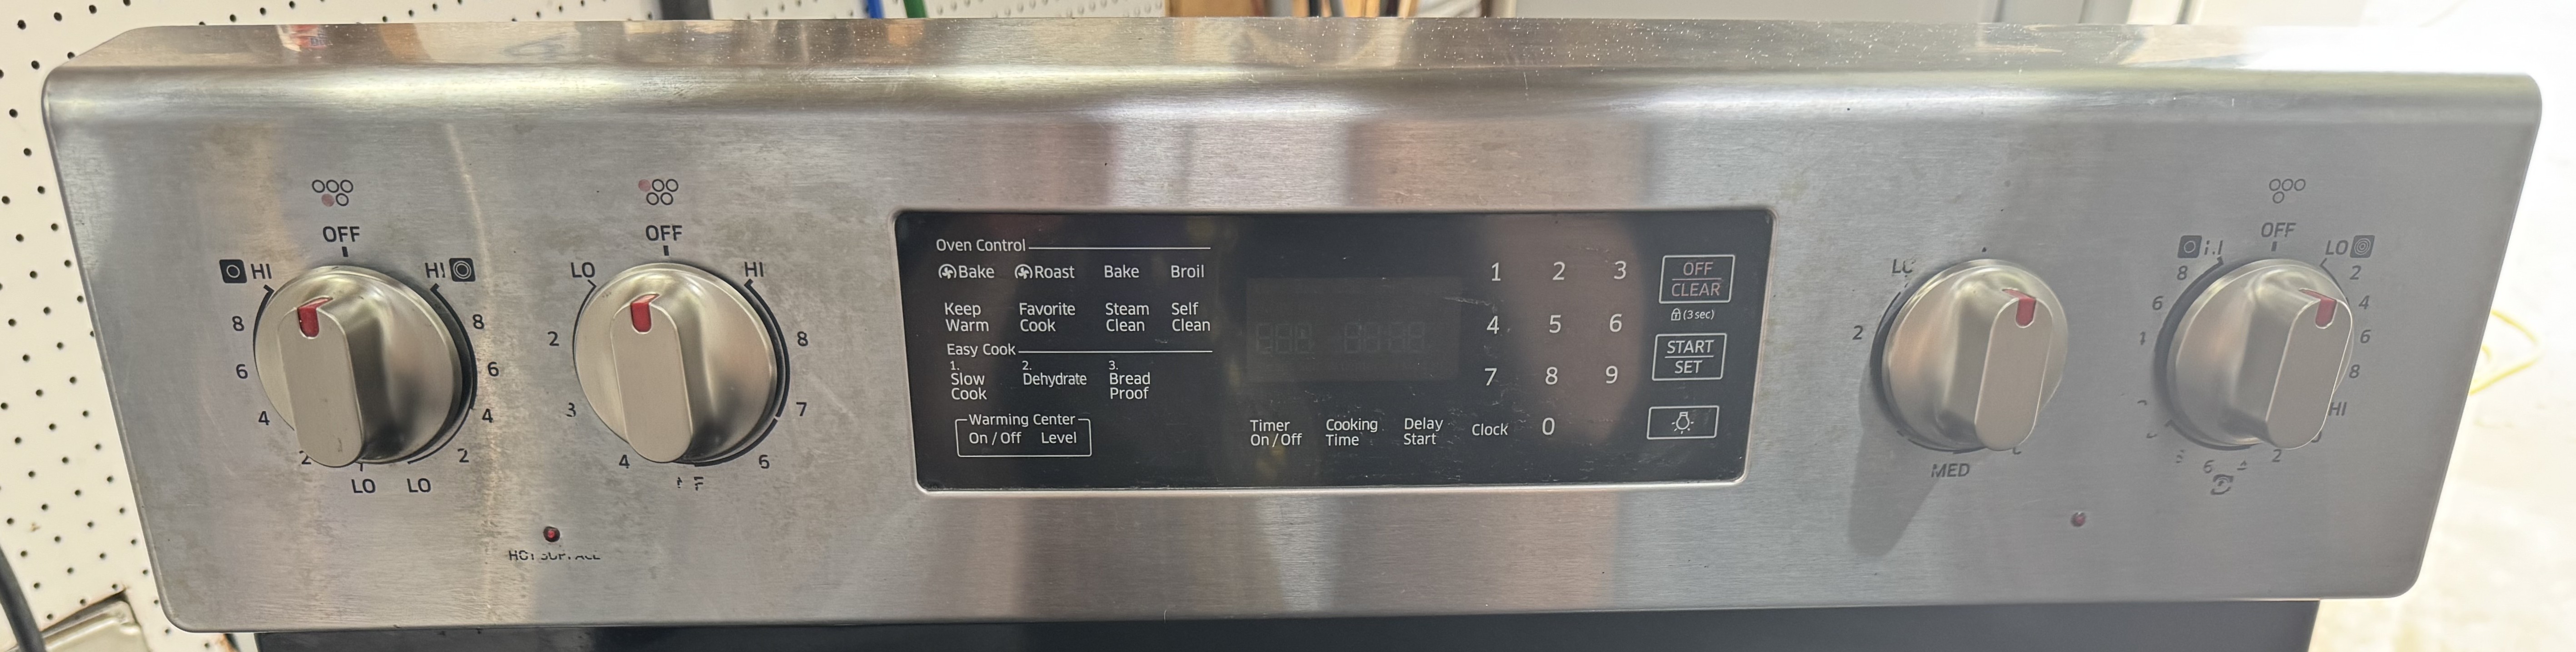 OFF
HI HI
8 8
6 6
4 4
2 2
LO LO
OFF
LO HI
2 8
3 7
4 6
Oven Control
Bake Roast Bake Broil
Keep Warm Favorite Cook Steam Clean Self Clean
Easy Cook
1. Slow Cook 2. Dehydrate 3. Bread Proof
Warming Center
On / Off Level
Timer On / Off Cooking Time Delay Start Clock
1 2 3
4 5 6
7 8 9
0
OFF
CLEAR
(3 sec)
START
SET
2
MED
OFF
LO
8 2
6 4
6
8
HI
6 2